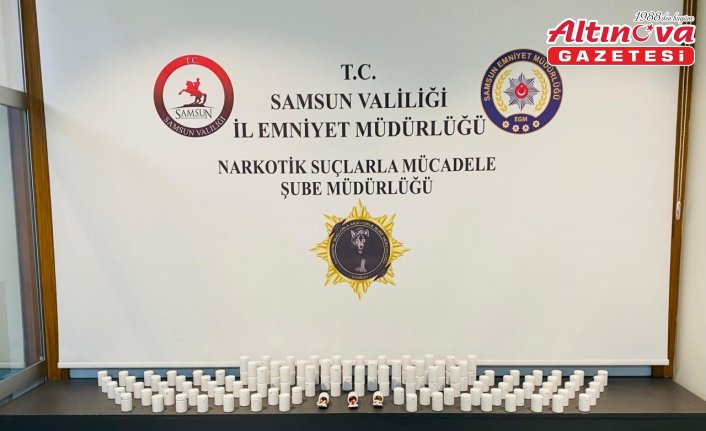 1988'den bugüne
ALTINOVA
GAZETESİ
T.C.
SAMSUN
SAMSUN VALİLİĞİ
T.C.
SAMSUN VALİLİĞİ
İL EMNİYET MÜDÜRLÜĞÜ
NARKOTİK SUÇLARLA MÜCADELE
ŞUBE MÜDÜRLÜĞÜ
SAMSUN EMNİYET MÜDÜRLÜĞÜ
EGM